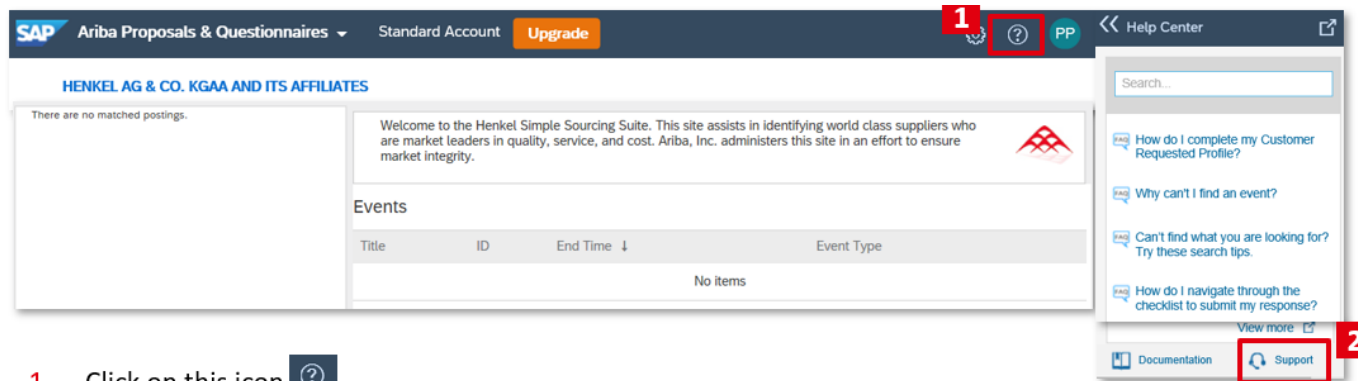 SAP Ariba Proposals & Questionnaires Standard Account Upgrade 1 ? PP
HENKEL AG & CO. KGAA AND ITS AFFILIATES
There are no matched postings.
Welcome to the Henkel Simple Sourcing Suite. This site assists in identifying world class suppliers who
are market leaders in quality, service, and cost. Ariba, Inc. administers this site in an effort to ensure
market integrity.
Events
Title ID End Time ↓ Event Type
No items
Help Center
Search...
FAQ How do I complete my Customer
Requested Profile?
FAQ Why can't I find an event?
FAQ Can't find what you are looking for?
Try these search tips.
FAQ How do I navigate through the
checklist to submit my response?
View more
2
Documentation Support
1. Click on this icon ?